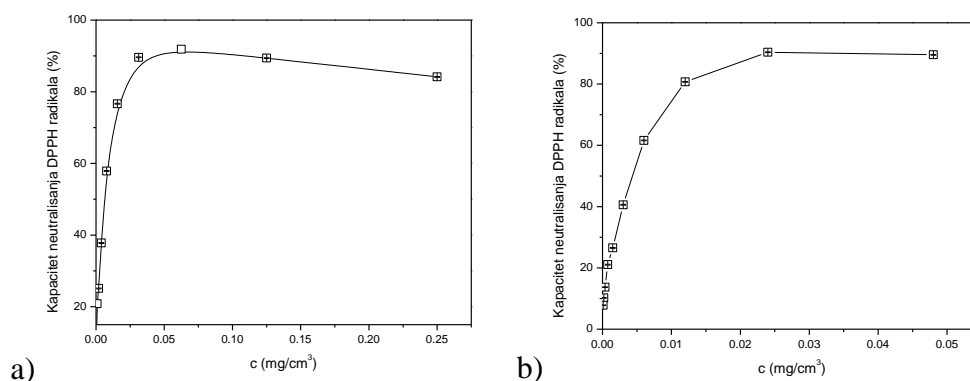 Kapacitet neutralisanja DPPH radikala (%)
100
80
60
40
20
0.00 0.05 0.10 0.15 0.20 0.25
c (mg/cm³)
a)
Kapacitet neutralisanja DPPH radikala (%)
100
80
60
40
20
0
0.00 0.01 0.02 0.03 0.04 0.05
c (mg/cm³)
b)